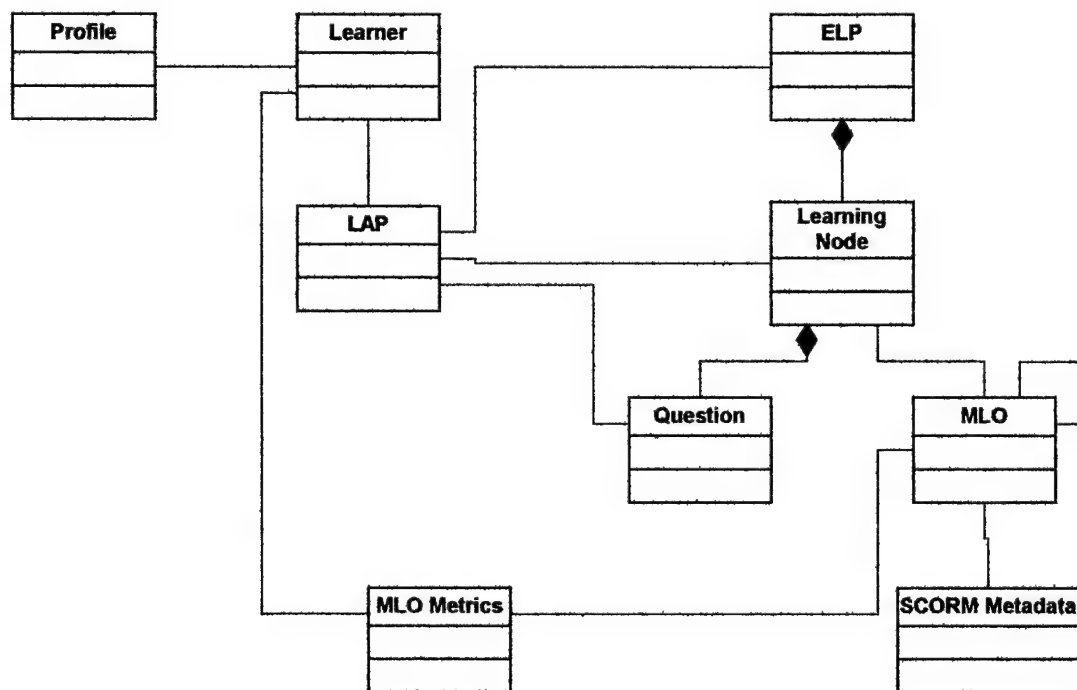 Profile
Learner
ELP
LAP
Learning
Node
Question
MLO
MLO Metrics
SCORM Metadata